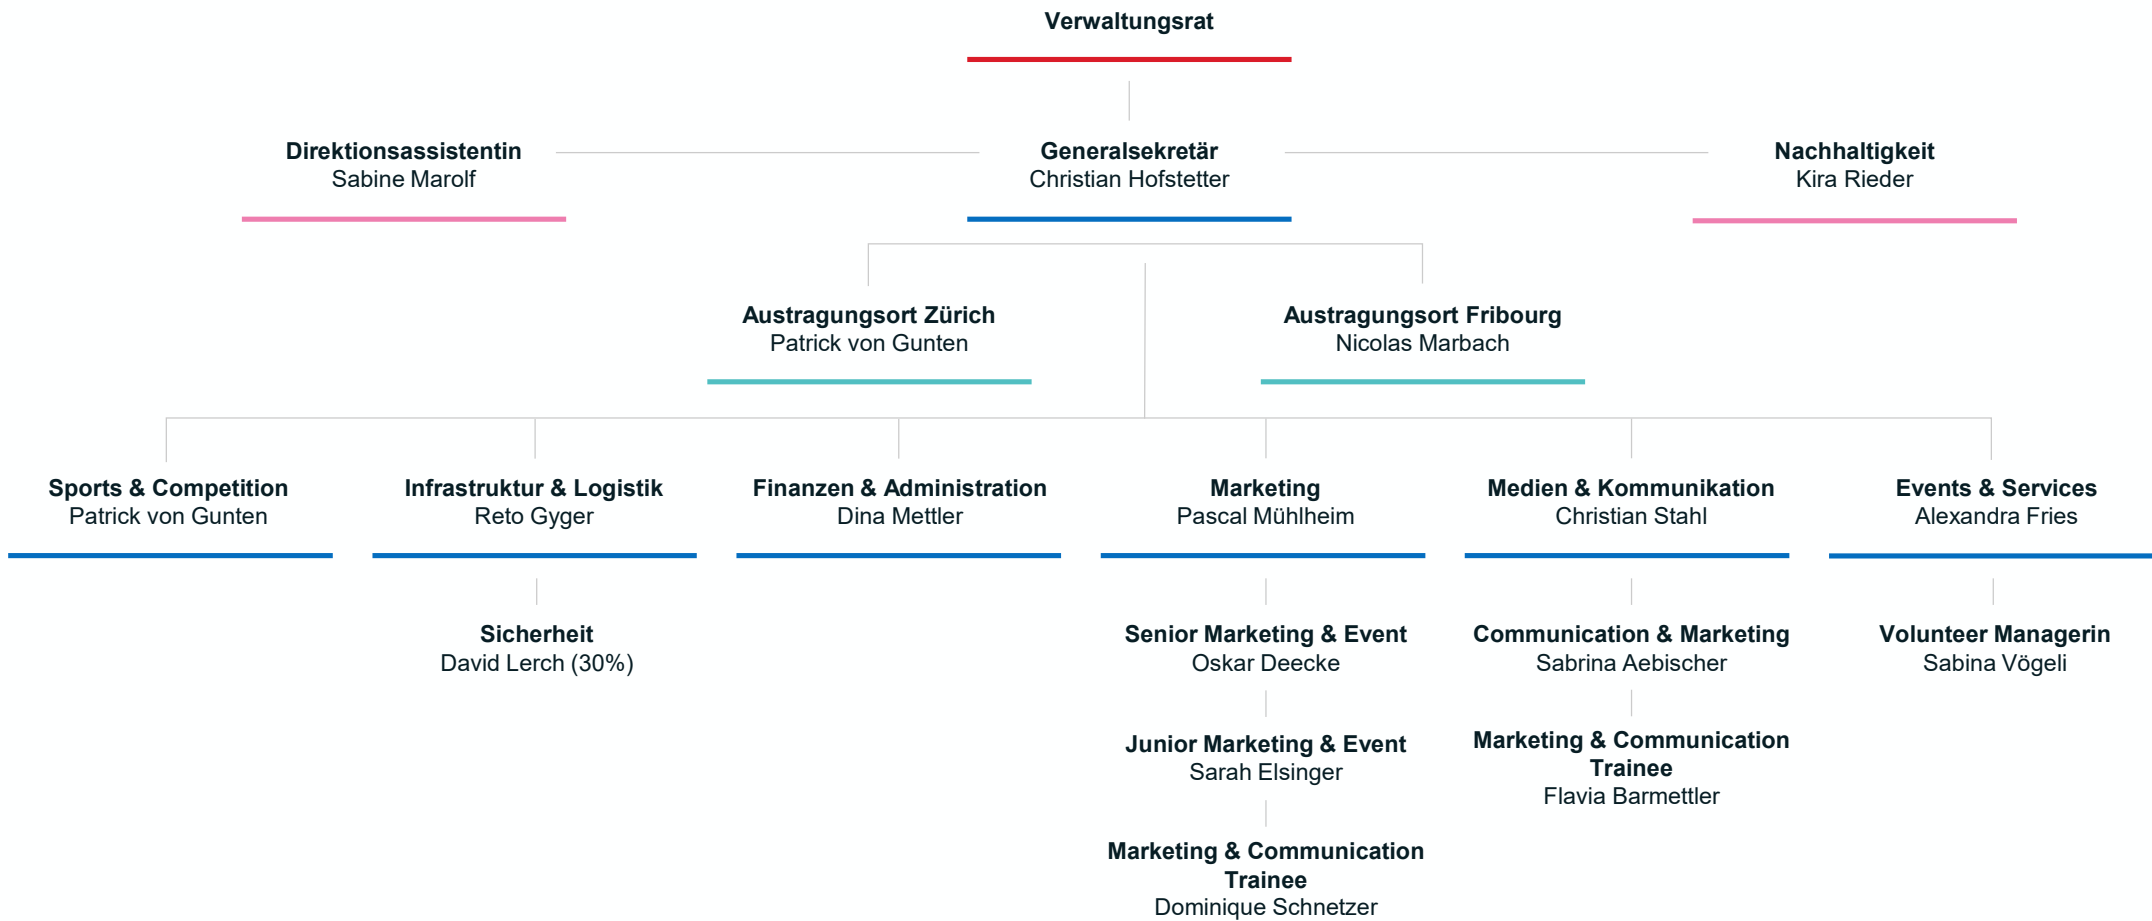 Verwaltungsrat
Direktionsassistentin
Sabine Marolf
Generalsekretär
Christian Hofstetter
Nachhaltigkeit
Kira Rieder
Austragungsort Zürich
Patrick von Gunten
Austragungsort Fribourg
Nicolas Marbach
Sports & Competition
Patrick von Gunten
Infrastruktur & Logistik
Reto Gyger
Finanzen & Administration
Dina Mettler
Marketing
Pascal Mühlheim
Medien & Kommunikation
Christian Stahl
Events & Services
Alexandra Fries
Sicherheit
David Lerch (30%)
Senior Marketing & Event
Oskar Deecke
Communication & Marketing
Sabrina Aebischer
Volunteer Managerin
Sabina Vögeli
Junior Marketing & Event
Sarah Elsinger
Marketing & Communication
Trainee
Flavia Barmettler
Marketing & Communication
Trainee
Dominique Schnetzer